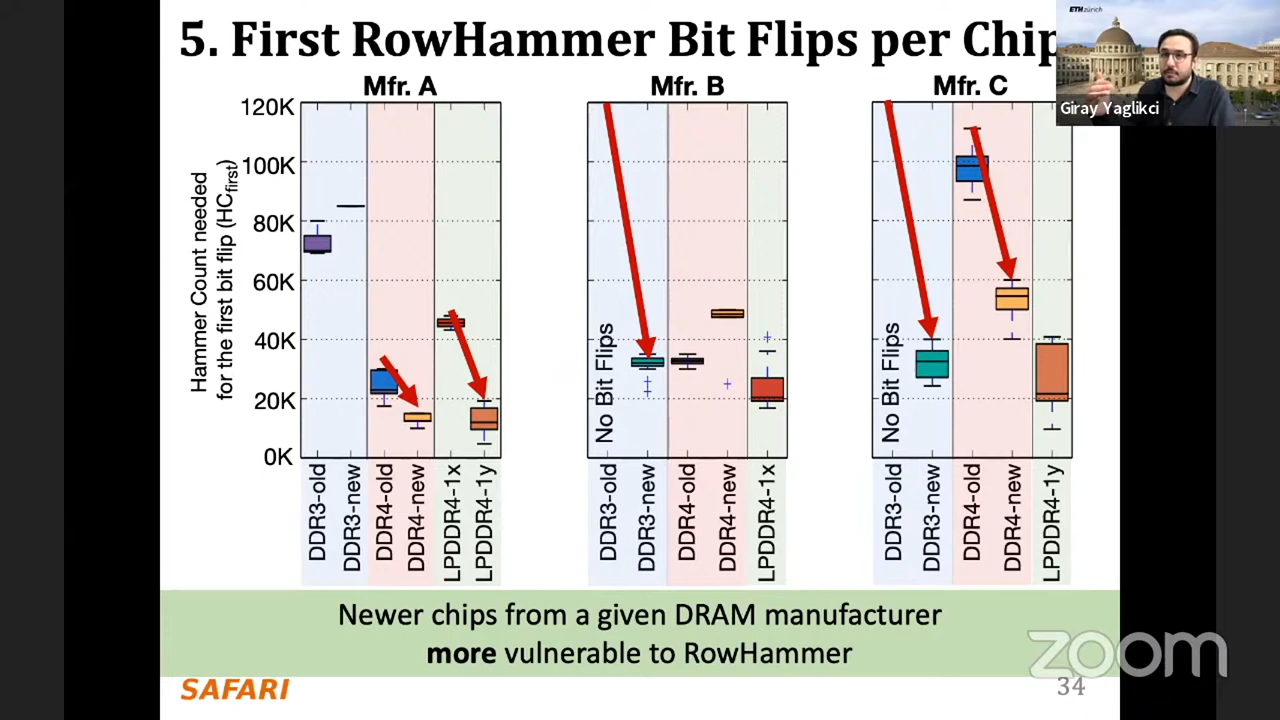 5. First RowHammer Bit Flips per Chip
ETH zürich
Giray Yaglikci
Mfr. A
Mfr. B
Mfr. C
Hammer Count needed
for the first bit flip (HCfirst)
120K
100K
80K
60K
40K
20K
0K
No Bit Flips
No Bit Flips
DDR3-old
DDR3-new
DDR4-old
DDR4-new
LPDDR4-1x
LPDDR4-1y
DDR3-old
DDR3-new
DDR4-old
DDR4-new
LPDDR4-1x
DDR3-old
DDR3-new
DDR4-old
DDR4-new
LPDDR4-1y
Newer chips from a given DRAM manufacturer
more vulnerable to RowHammer
SAFARI
zoom
34